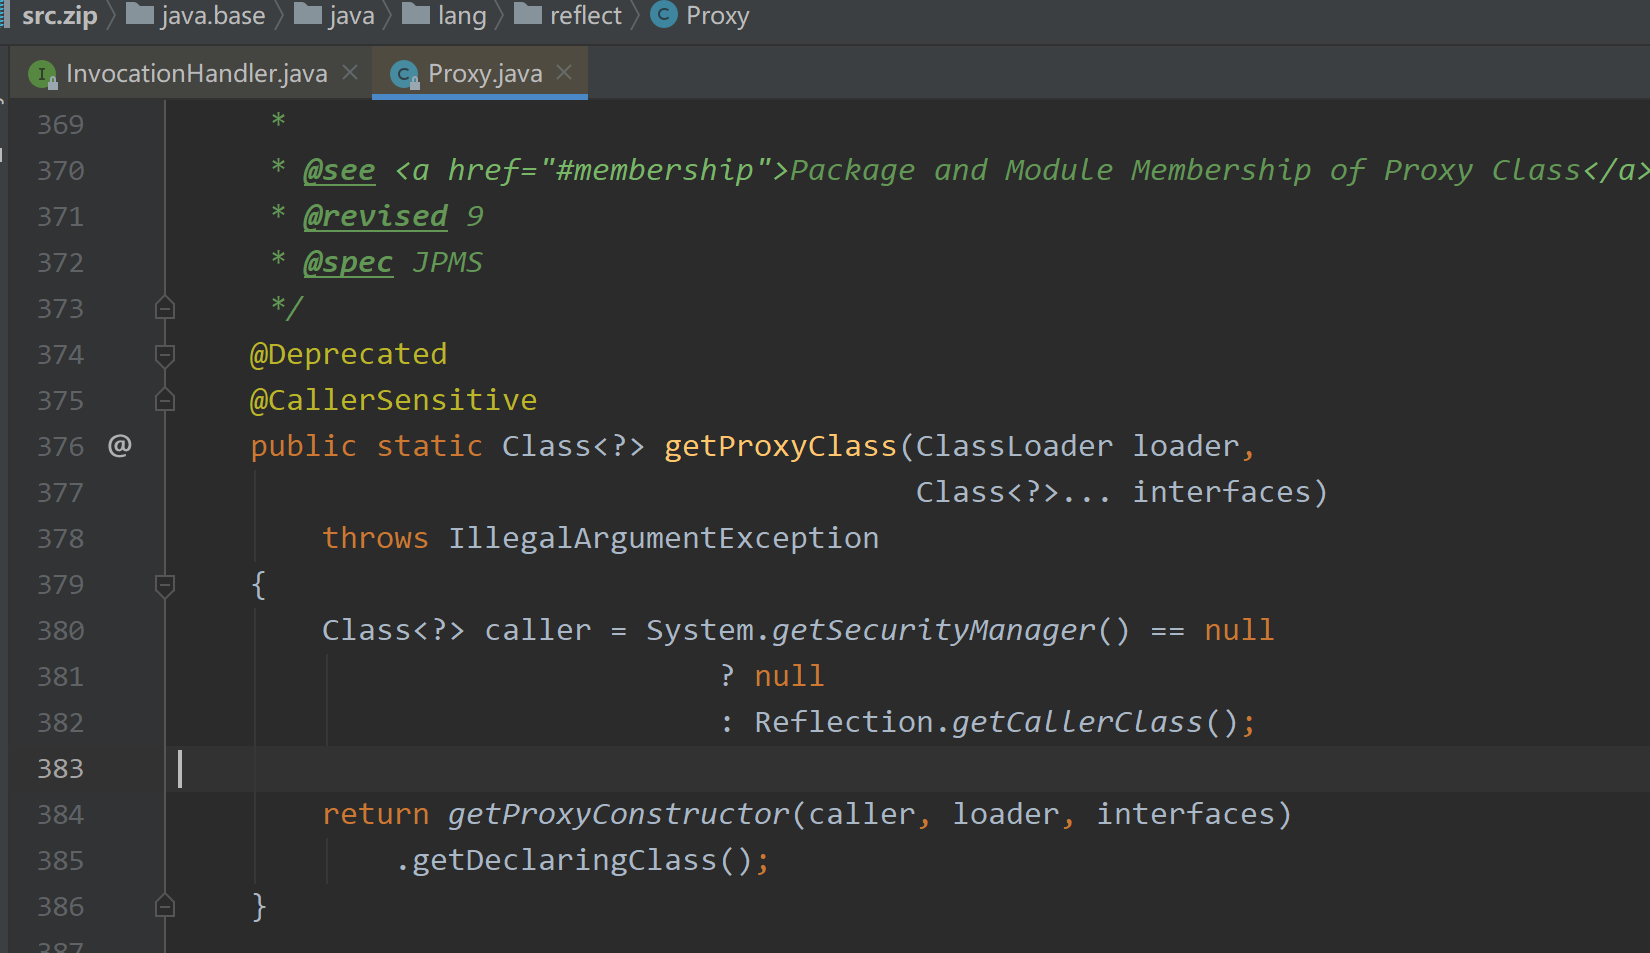 src.zip java.base java lang reflect C Proxy
I InvocationHandler.java × C Proxy.java ×
369 *
370 * @see <a href="#membership">Package and Module Membership of Proxy Class</a>
371 * @revised 9
372 * @spec JPMS
373 */
374 @Deprecated
375 @CallerSensitive
376 @ public static Class<?> getProxyClass(ClassLoader loader,
377 Class<?>... interfaces)
378 throws IllegalArgumentException
379 {
380 Class<?> caller = System.getSecurityManager() == null
381 ? null
382 : Reflection.getCallerClass();
383
384 return getProxyConstructor(caller, loader, interfaces)
385 .getDeclaringClass();
386 }
387